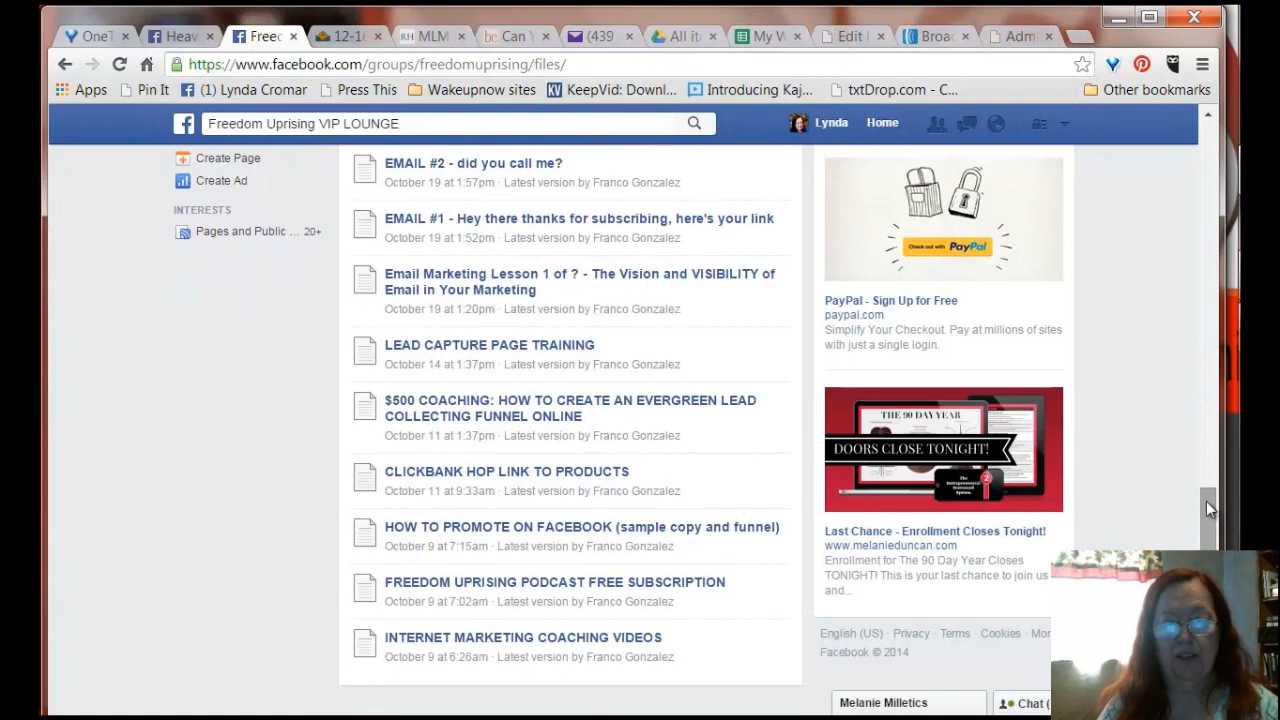 OneT
Heav
Freec
12-10
MLM
Can Y
(439
All it
My V
Edit
Broa
Adm
https://www.facebook.com/groups/freedomuprising/files/
Apps Pin It (1) Lynda Cromar Press This Wakeupnow sites KeepVid: Downl... Introducing Kaj... txtDrop.com - C... Other bookmarks
Freedom Uprising VIP LOUNGE
Lynda Home
Create Page
Create Ad
INTERESTS
Pages and Public ... 20+
EMAIL #2 - did you call me?
October 19 at 1:57pm · Latest version by Franco Gonzalez
EMAIL #1 - Hey there thanks for subscribing, here's your link
October 19 at 1:52pm · Latest version by Franco Gonzalez
Email Marketing Lesson 1 of ? - The Vision and VISIBILITY of
Email in Your Marketing
October 19 at 1:20pm · Latest version by Franco Gonzalez
LEAD CAPTURE PAGE TRAINING
October 14 at 1:37pm · Latest version by Franco Gonzalez
$500 COACHING: HOW TO CREATE AN EVERGREEN LEAD
COLLECTING FUNNEL ONLINE
October 11 at 1:37pm · Latest version by Franco Gonzalez
CLICKBANK HOP LINK TO PRODUCTS
October 11 at 9:33am · Latest version by Franco Gonzalez
HOW TO PROMOTE ON FACEBOOK (sample copy and funnel)
October 9 at 7:15am · Latest version by Franco Gonzalez
FREEDOM UPRISING PODCAST FREE SUBSCRIPTION
October 9 at 7:02am · Latest version by Franco Gonzalez
INTERNET MARKETING COACHING VIDEOS
October 9 at 6:26am · Latest version by Franco Gonzalez
Check out with PayPal
PayPal - Sign Up for Free
paypal.com
Simplify Your Checkout. Pay at millions of sites
with just a single login.
THE 90 DAY YEAR
DOORS CLOSE TONIGHT!
Last Chance - Enrollment Closes Tonight!
www.melanieduncan.com
Enrollment for The 90 Day Year Closes
TONIGHT! This is your last chance to join us
and...
English (US) · Privacy · Terms · Cookies · Mor
Facebook © 2014
Melanie Milletics
Chat (